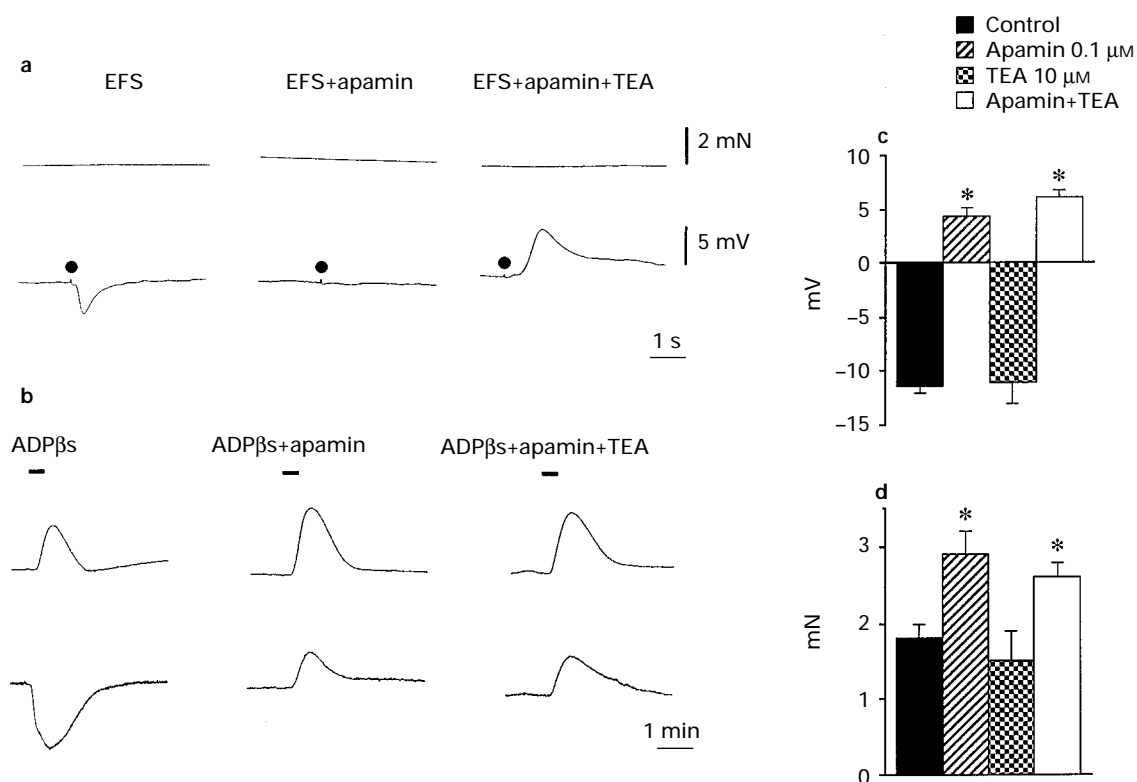 Control
Apamin 0.1 μM
TEA 10 μM
Apamin+TEA
a
EFS
EFS+apamin
EFS+apamin+TEA
2 mN
5 mV
1 s
b
ADPβs
ADPβs+apamin
ADPβs+apamin+TEA
1 min
c
10
5
0
−5
−10
−15
mV
*
*
d
3
2
1
0
mN
*
*